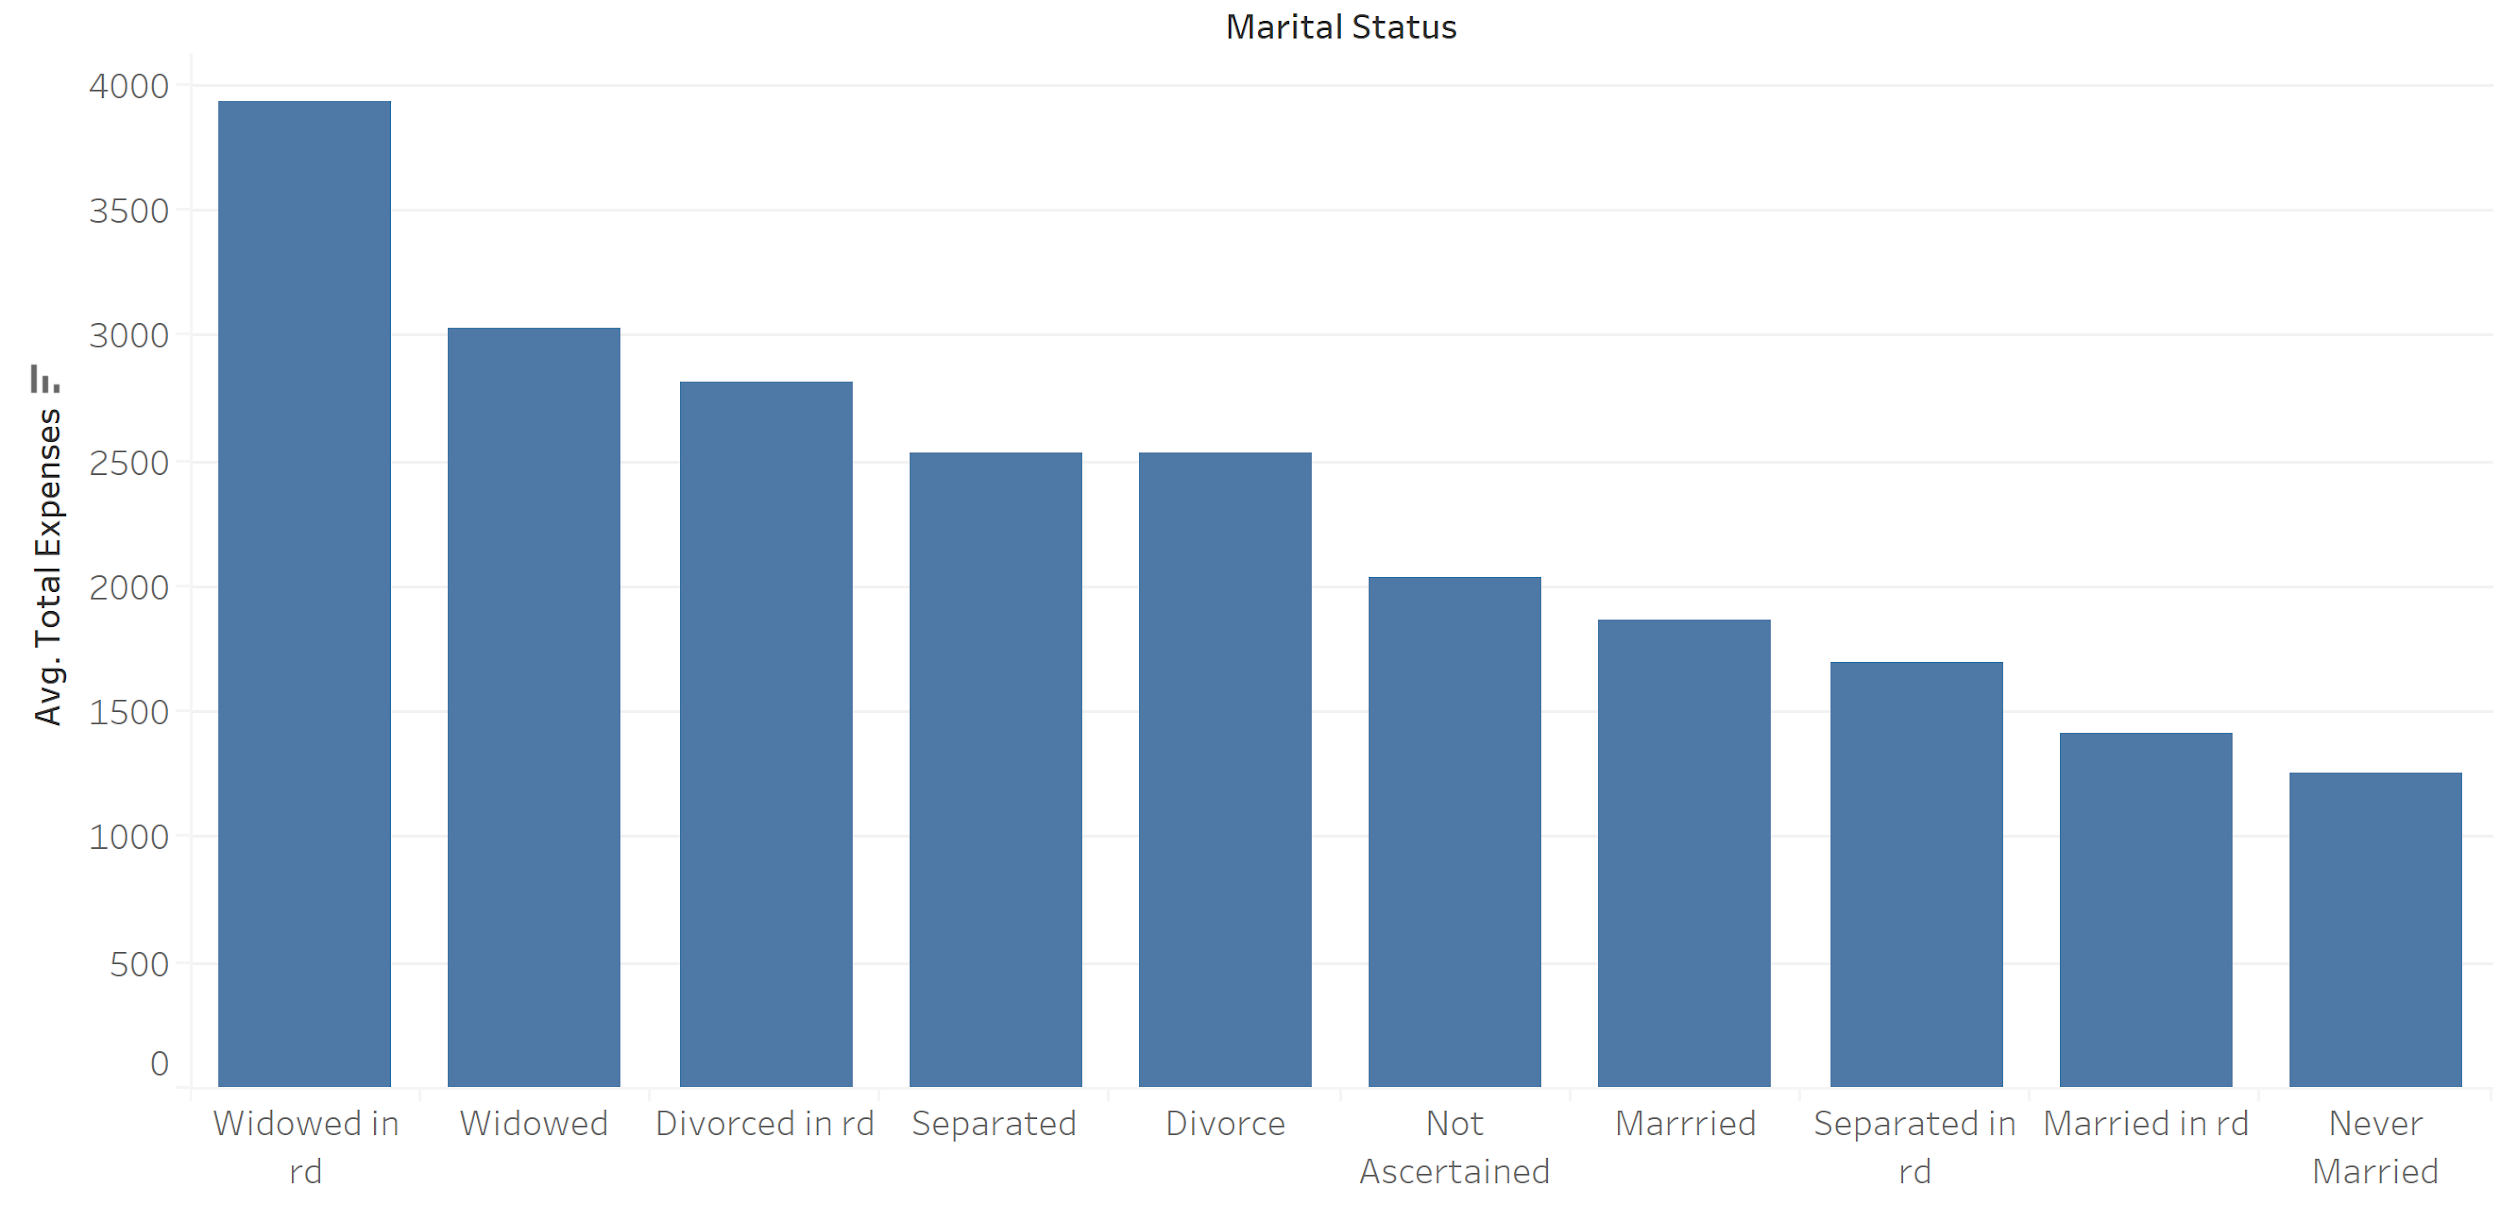 Marital Status
4000
3500
3000
2500
2000
1500
1000
500
0
Avg. Total Expenses
Widowed in
rd
Widowed
Divorced in rd
Separated
Divorce
Not
Ascertained
Marrried
Separated in
rd
Married in rd
Never
Married